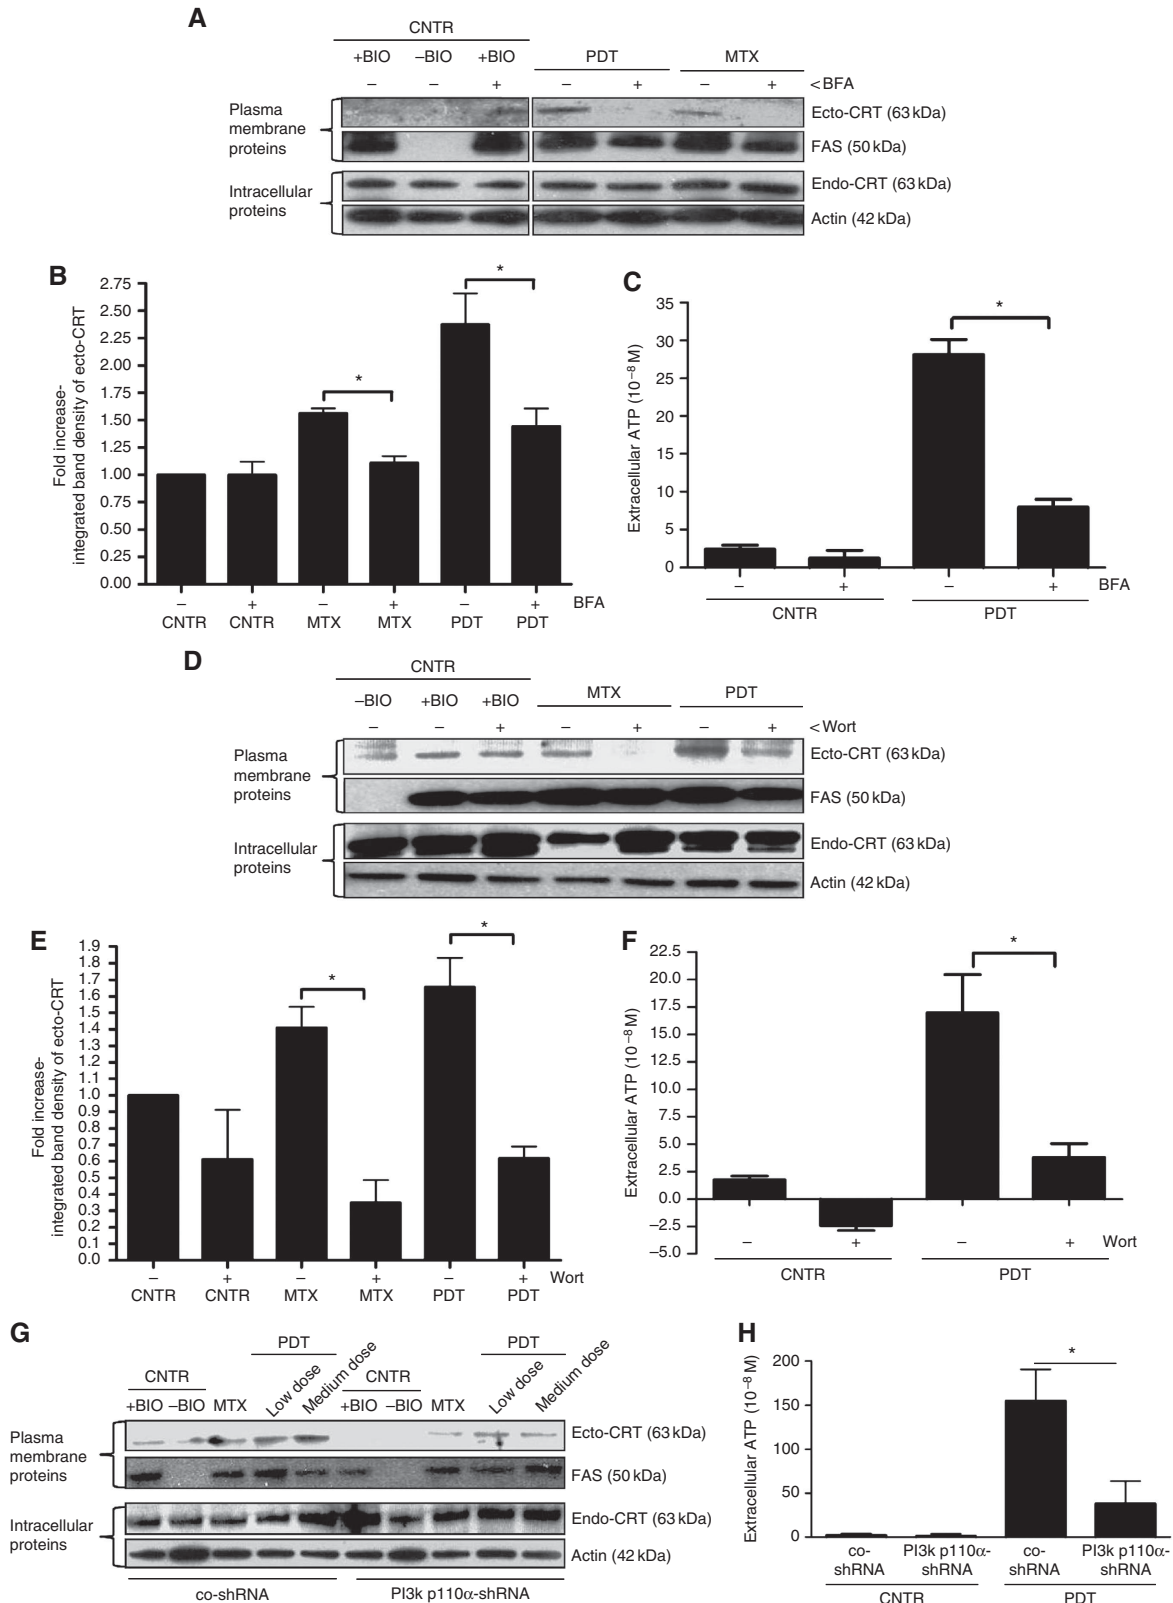 A
CNTR
+BIO –BIO +BIO PDT MTX
– – + – + – + <BFA
Plasma
membrane
proteins
Ecto-CRT (63 kDa)
FAS (50 kDa)
Intracellular
proteins
Endo-CRT (63 kDa)
Actin (42 kDa)
B
Fold increase-
integrated band density of ecto-CRT
2.75
2.50
2.25
2.00
1.75
1.50
1.25
1.00
0.75
0.50
0.25
0.00
* *
– + – + – + BFA
CNTR CNTR MTX MTX PDT PDT
C
Extracellular ATP (10⁻⁸ M)
35
30
25
20
15
10
5
0
*
– + – + BFA
CNTR PDT
D
CNTR
–BIO +BIO +BIO MTX PDT
– – + – + – + <Wort
Plasma
membrane
proteins
Ecto-CRT (63 kDa)
FAS (50 kDa)
Intracellular
proteins
Endo-CRT (63 kDa)
Actin (42 kDa)
E
Fold increase-
integrated band density of ecto-CRT
1.9
1.8
1.7
1.6
1.5
1.4
1.3
1.2
1.1
1.0
0.9
0.8
0.7
0.6
0.5
0.4
0.3
0.2
0.1
0.0
* *
– + – + – + Wort
CNTR CNTR MTX MTX PDT PDT
F
Extracellular ATP (10⁻⁸ M)
22.5
20.0
17.5
15.0
12.5
10.0
7.5
5.0
2.5
0.0
–2.5
–5.0
*
– + – + Wort
CNTR PDT
G
PDT PDT
CNTR CNTR
+BIO –BIO MTX Low dose Medium dose +BIO –BIO MTX Low dose Medium dose
Plasma
membrane
proteins
Ecto-CRT (63 kDa)
FAS (50 kDa)
Intracellular
proteins
Endo-CRT (63 kDa)
Actin (42 kDa)
co-shRNA PI3k p110α-shRNA
H
Extracellular ATP (10⁻⁸ M)
200
150
100
50
0
*
co- PI3k p110α- co- PI3k p110α-
shRNA shRNA shRNA shRNA
CNTR PDT